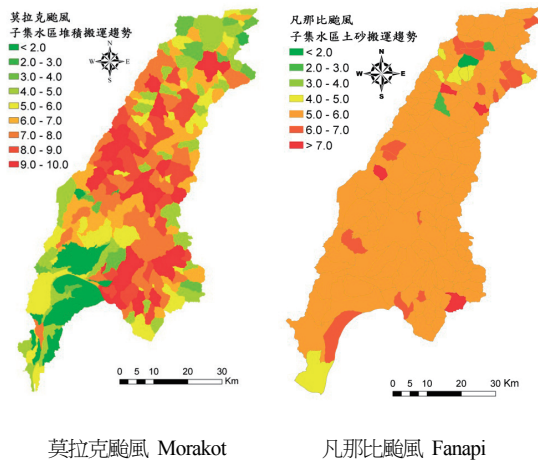 莫拉克颱風
子集水區堆積搬運趨勢
N
W E
S
< 2.0
2.0 - 3.0
3.0 - 4.0
4.0 - 5.0
5.0 - 6.0
6.0 - 7.0
7.0 - 8.0
8.0 - 9.0
9.0 - 10.0
0 5 10 20 30
Km
凡那比颱風
子集水區土砂搬運趨勢
N
W E
S
< 2.0
2.0 - 3.0
3.0 - 4.0
4.0 - 5.0
5.0 - 6.0
6.0 - 7.0
> 7.0
0 5 10 20 30
Km
莫拉克颱風 Morakot
凡那比颱風 Fanapi